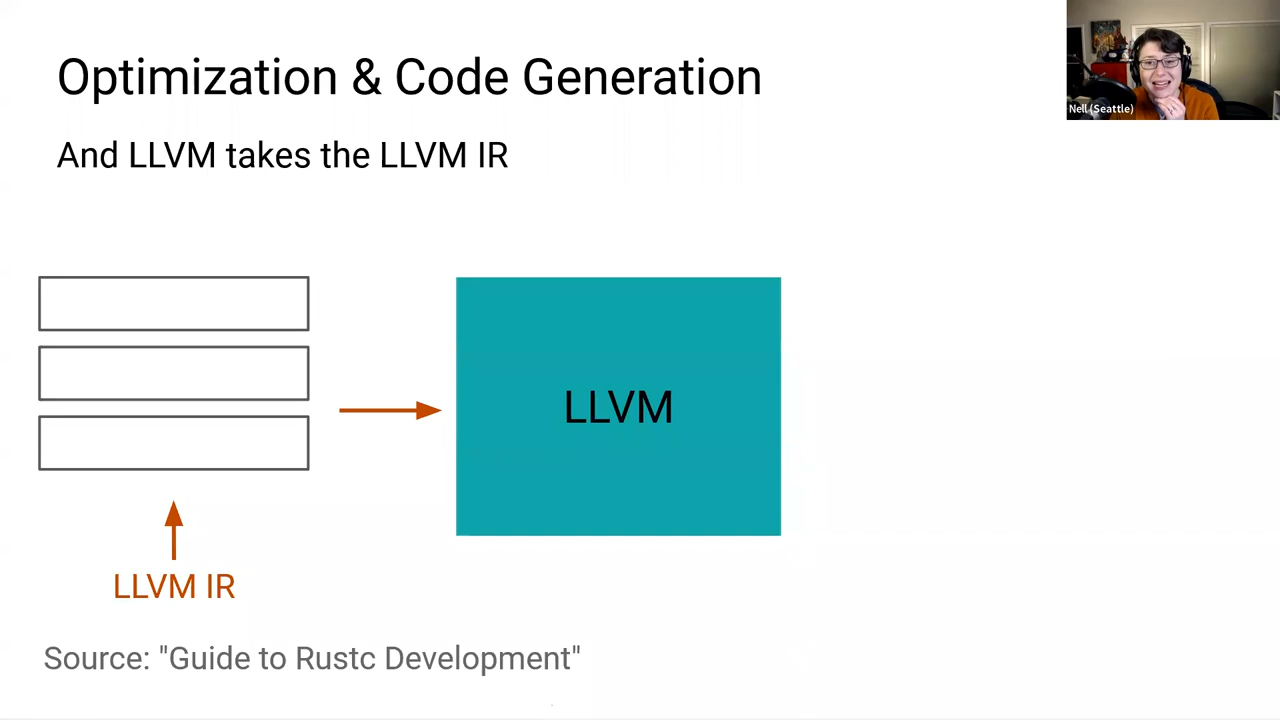 Optimization & Code Generation
And LLVM takes the LLVM IR
Nell (Seattle)
LLVM
LLVM IR
Source: "Guide to Rustc Development"